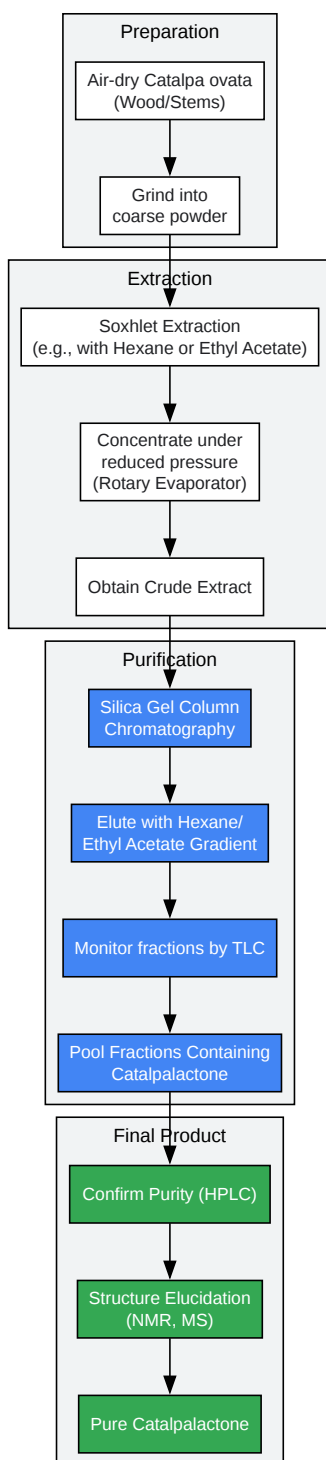 Preparation
Air-dry Catalpa ovata
(Wood/Stems)
Grind into
coarse powder
Extraction
Soxhlet Extraction
(e.g., with Hexane or Ethyl Acetate)
Concentrate under
reduced pressure
(Rotary Evaporator)
Obtain Crude Extract
Purification
Silica Gel Column
Chromatography
Elute with Hexane/
Ethyl Acetate Gradient
Monitor fractions by TLC
Pool Fractions Containing
Catalpalactone
Final Product
Confirm Purity (HPLC)
Structure Elucidation
(NMR, MS)
Pure Catalpalactone